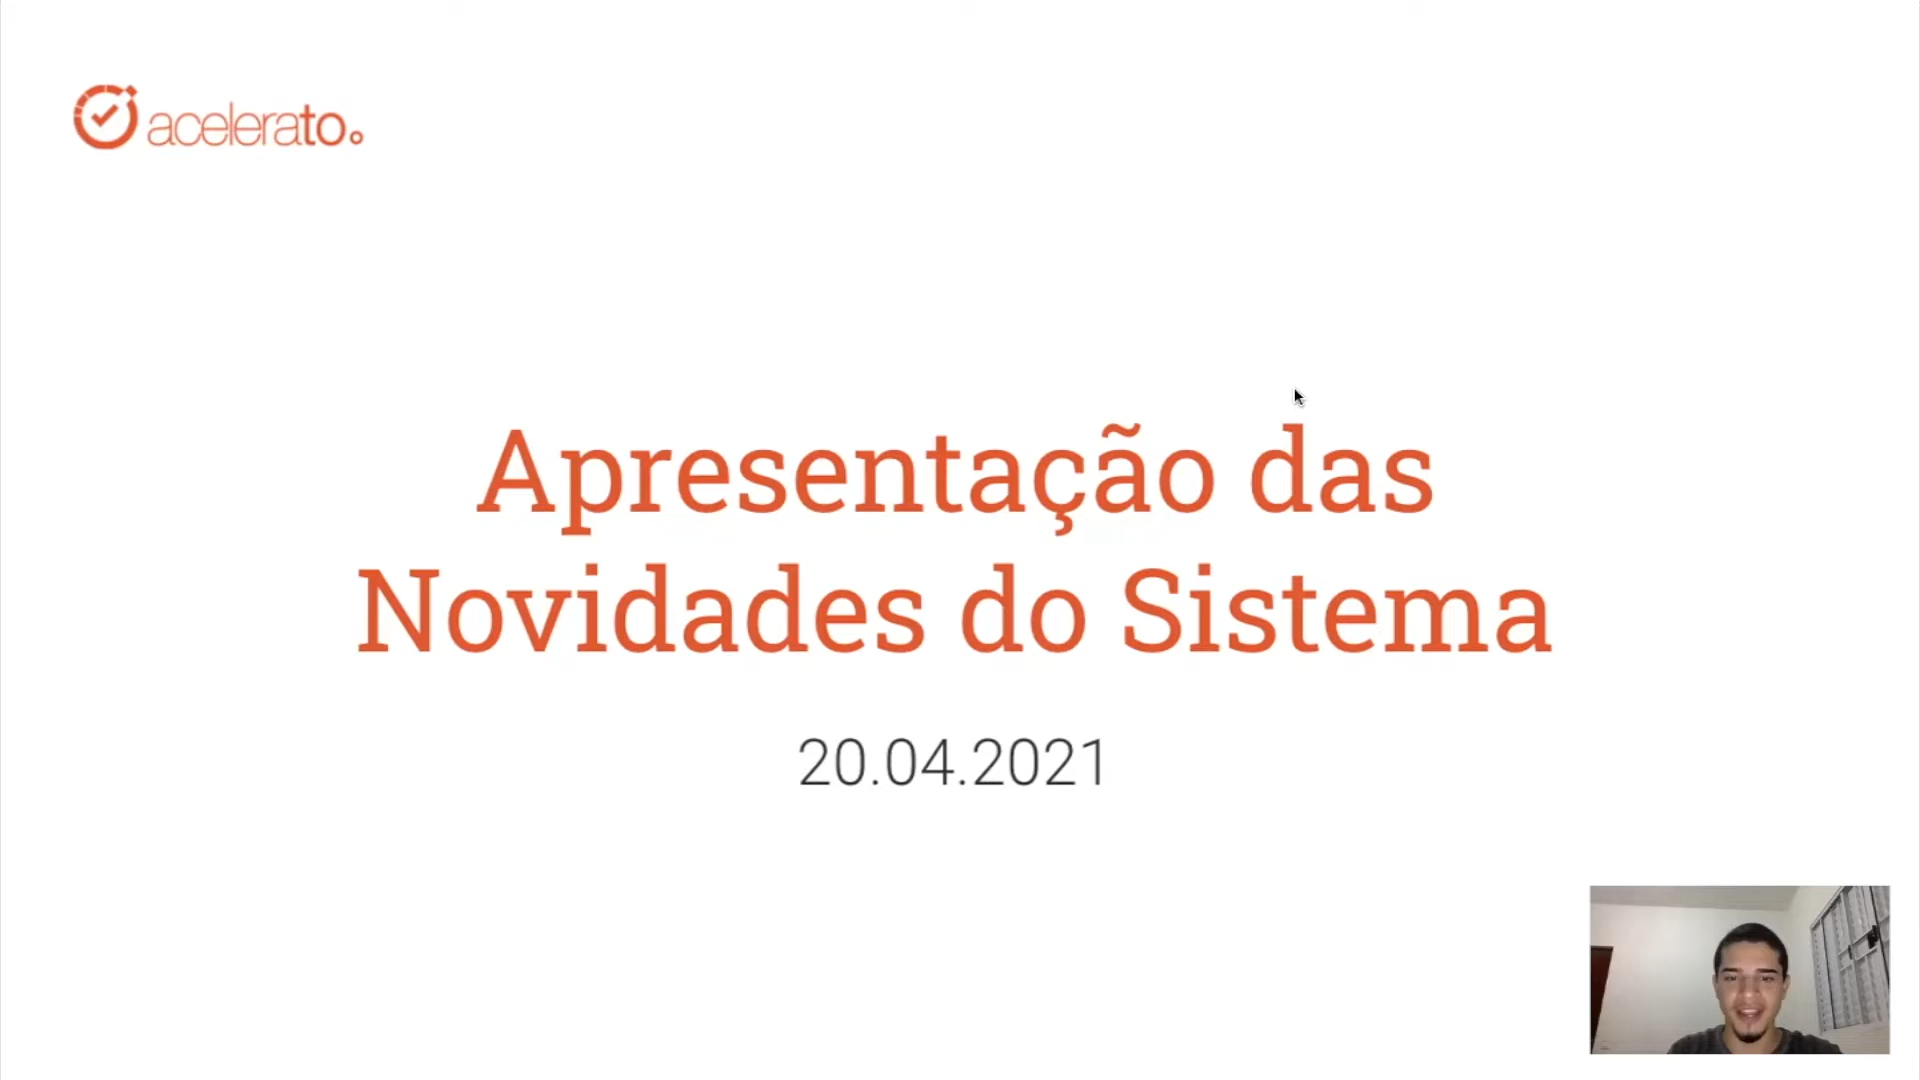 acelerato
Apresentação das
Novidades do Sistema
20.04.2021